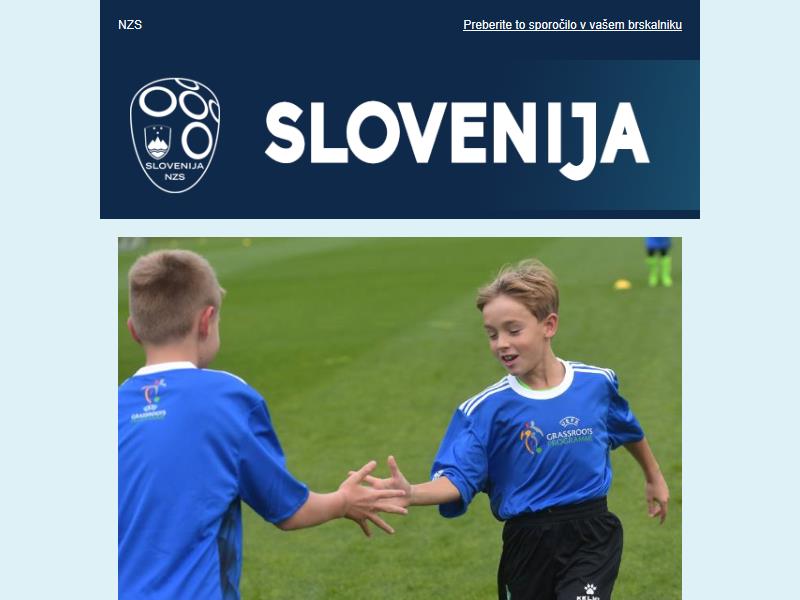 NZS
Preberite to sporočilo v vašem brskalniku
SLOVENIJA
NZS
SLOVENIJA
UEFA
GRASSROOTS
PROGRAMME
UEFA
GRASSROOTS
PROGRAMME
KELME